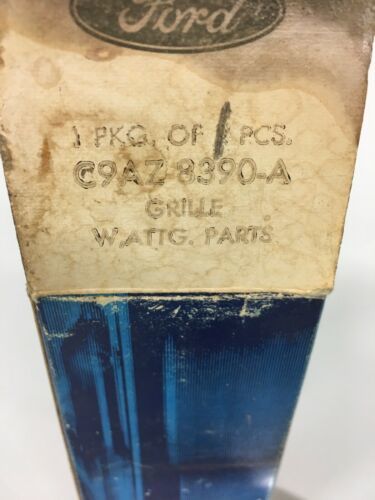 Ford
1 PKG. OF 1 PCS.
C9AZ-8390-A
GRILLE
W.ATTG. PARTS